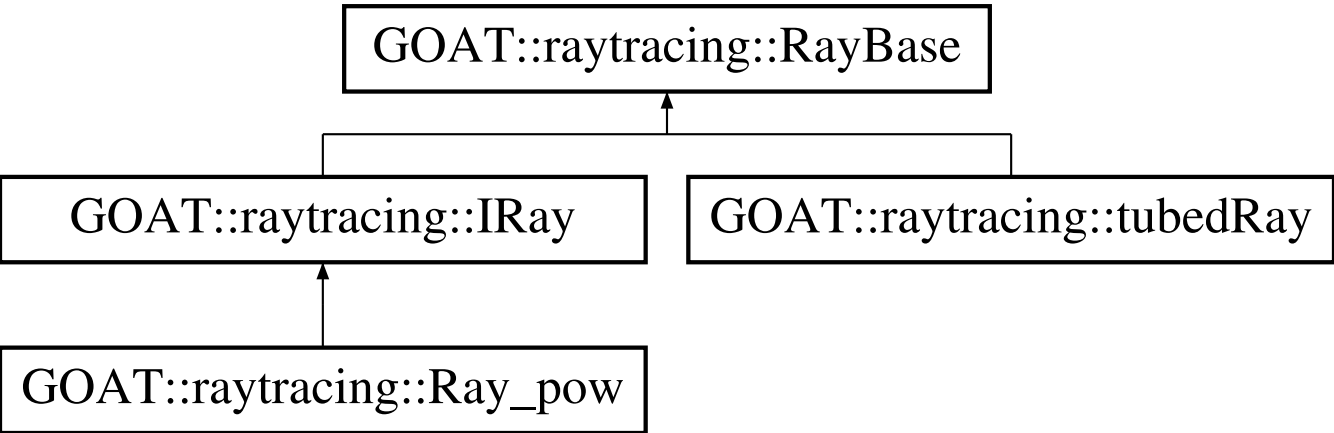 GOAT::raytracing::RayBase
GOAT::raytracing::IRay
GOAT::raytracing::tubedRay
GOAT::raytracing::Ray_pow